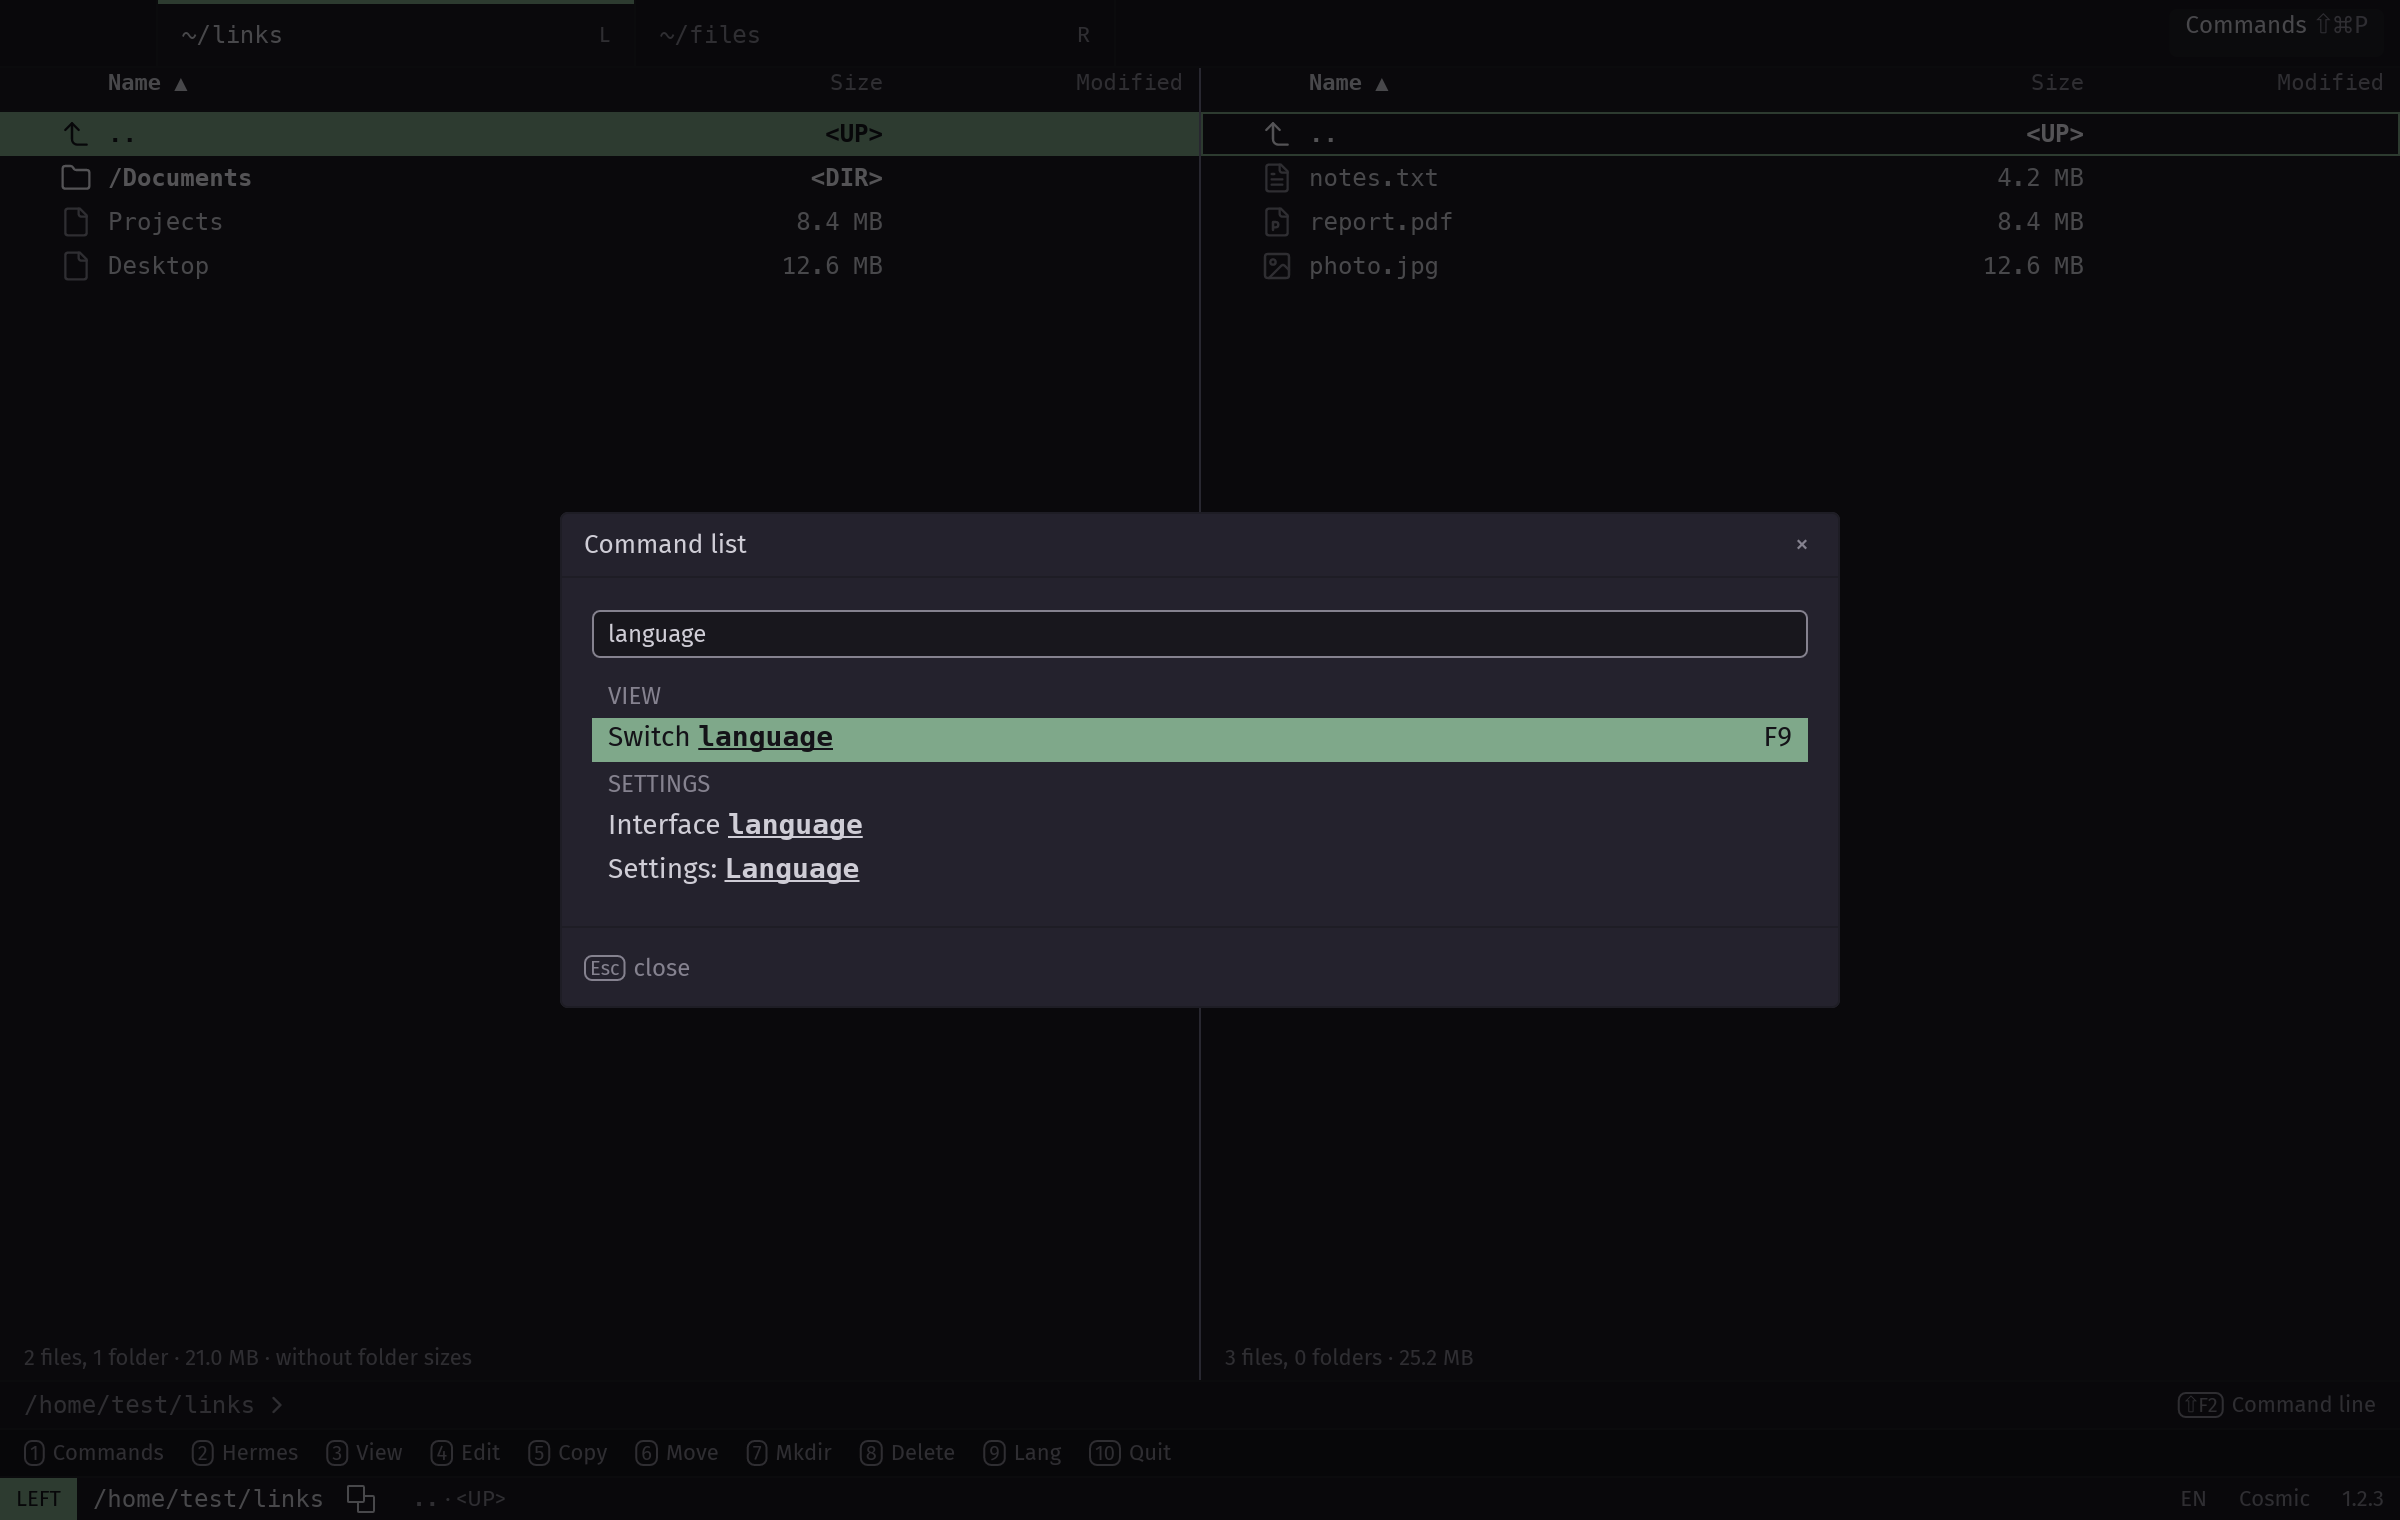 ~/links L ~/files R Commands ⇧⌘P
Name ▲ Size Modified Name ▲ Size Modified
.. <UP> .. <UP>
/Documents <DIR> notes.txt 4.2 MB
Projects 8.4 MB report.pdf 8.4 MB
Desktop 12.6 MB photo.jpg 12.6 MB
Command list ×
language
VIEW
Switch language F9
SETTINGS
Interface language
Settings: Language
Esc close
2 files, 1 folder · 21.0 MB · without folder sizes 3 files, 0 folders · 25.2 MB
/home/test/links > ⇧F2 Command line
1 Commands 2 Hermes 3 View 4 Edit 5 Copy 6 Move 7 Mkdir 8 Delete 9 Lang 10 Quit
LEFT /home/test/links .. · <UP> EN Cosmic 1.2.3